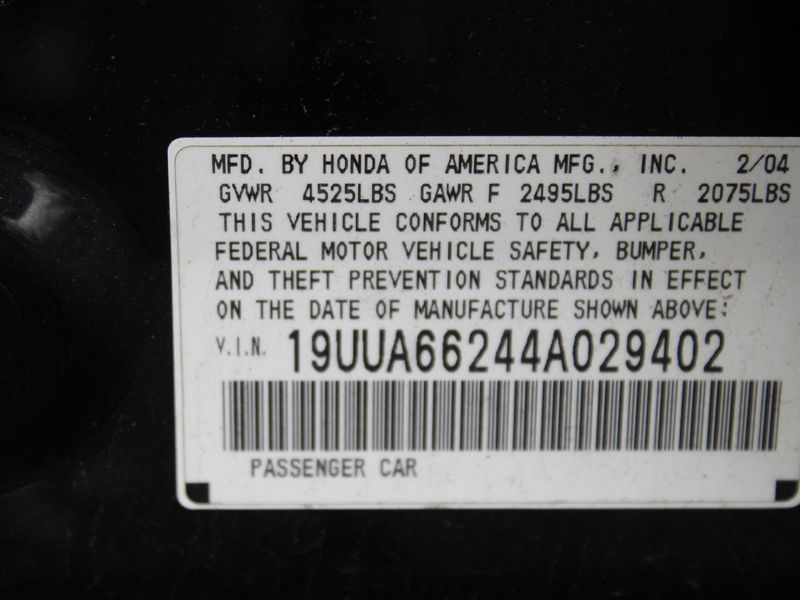 MFD. BY HONDA OF AMERICA MFG., INC. 2/04
GVWR 4525LBS GAWR F 2495LBS R 2075LBS
THIS VEHICLE CONFORMS TO ALL APPLICABLE
FEDERAL MOTOR VEHICLE SAFETY, BUMPER,
AND THEFT PREVENTION STANDARDS IN EFFECT
ON THE DATE OF MANUFACTURE SHOWN ABOVE:
V.I.N. 19UUA66244A029402
PASSENGER CAR